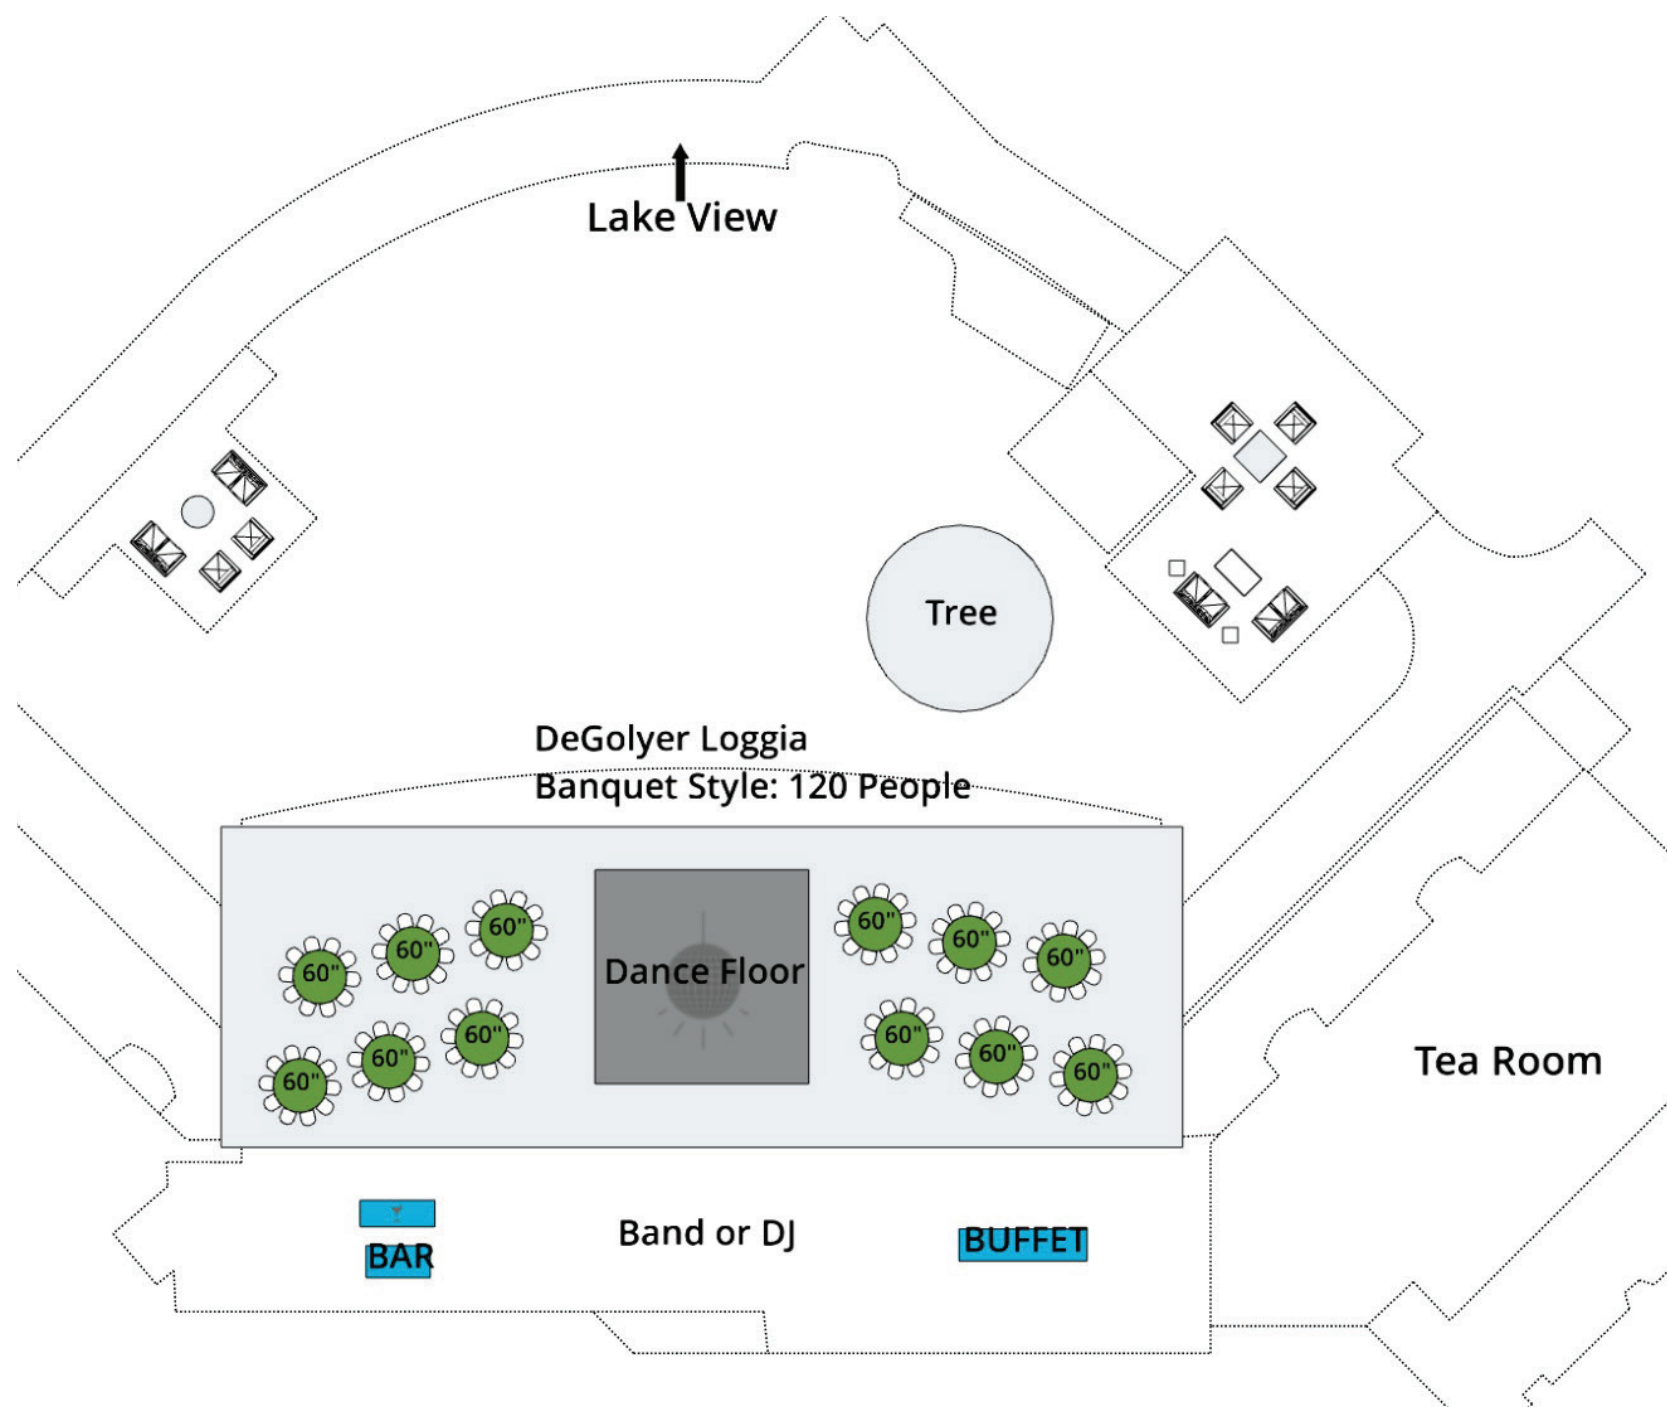 Lake View
Tree
DeGolyer Loggia
Banquet Style: 120 People
60"
60"
60"
60"
60"
60"
Dance Floor
60"
60"
60"
60"
60"
60"
Tea Room
BAR
Band or DJ
BUFFET